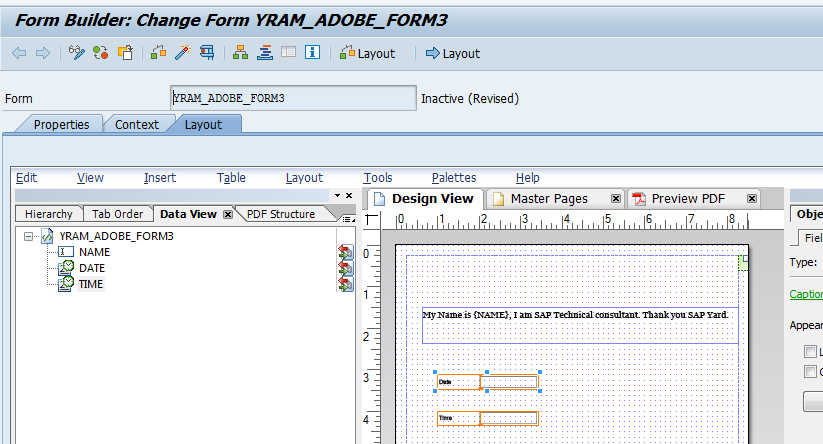 Form Builder: Change Form YRAM_ADOBE_FORM3
Layout Layout
Form YRAM_ADOBE_FORM3 Inactive (Revised)
Properties Context Layout
Edit View Insert Table Layout Tools Palettes Help
Hierarchy Tab Order Data View PDF Structure
Design View Master Pages Preview PDF
Obje
Fiel
0 1 2 3 4 5 6 7 8
YRAM_ADOBE_FORM3
NAME
DATE
TIME
0
1
2
3
4
Type:
Caption
Appear
My Name is {NAME}, I am SAP Technical consultant. Thank you SAP Yard.
Date
Time